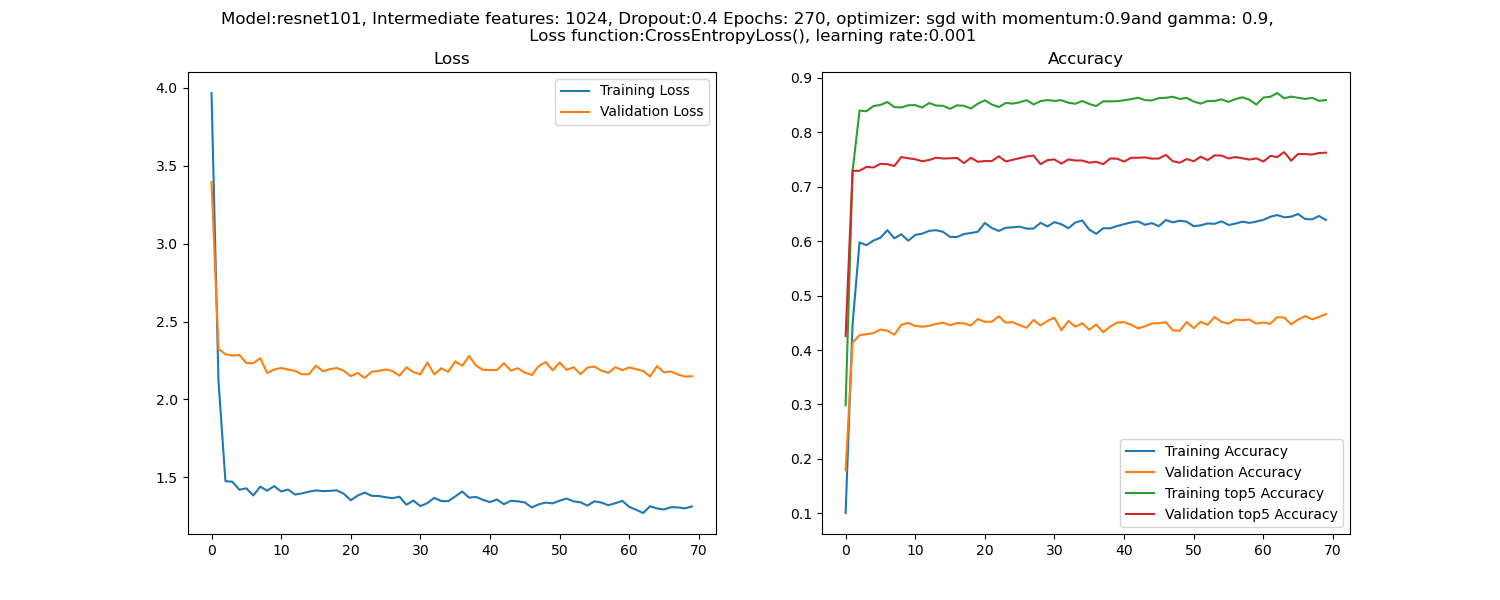 Model:resnet101, Intermediate features: 1024, Dropout:0.4 Epochs: 270, optimizer: sgd with momentum:0.9and gamma: 0.9,
Loss function:CrossEntropyLoss(), learning rate:0.001
Loss
4.0
3.5
3.0
2.5
2.0
1.5
0 10 20 30 40 50 60 70
Training Loss
Validation Loss
Accuracy
0.9
0.8
0.7
0.6
0.5
0.4
0.3
0.2
0.1
0 10 20 30 40 50 60 70
Training Accuracy
Validation Accuracy
Training top5 Accuracy
Validation top5 Accuracy